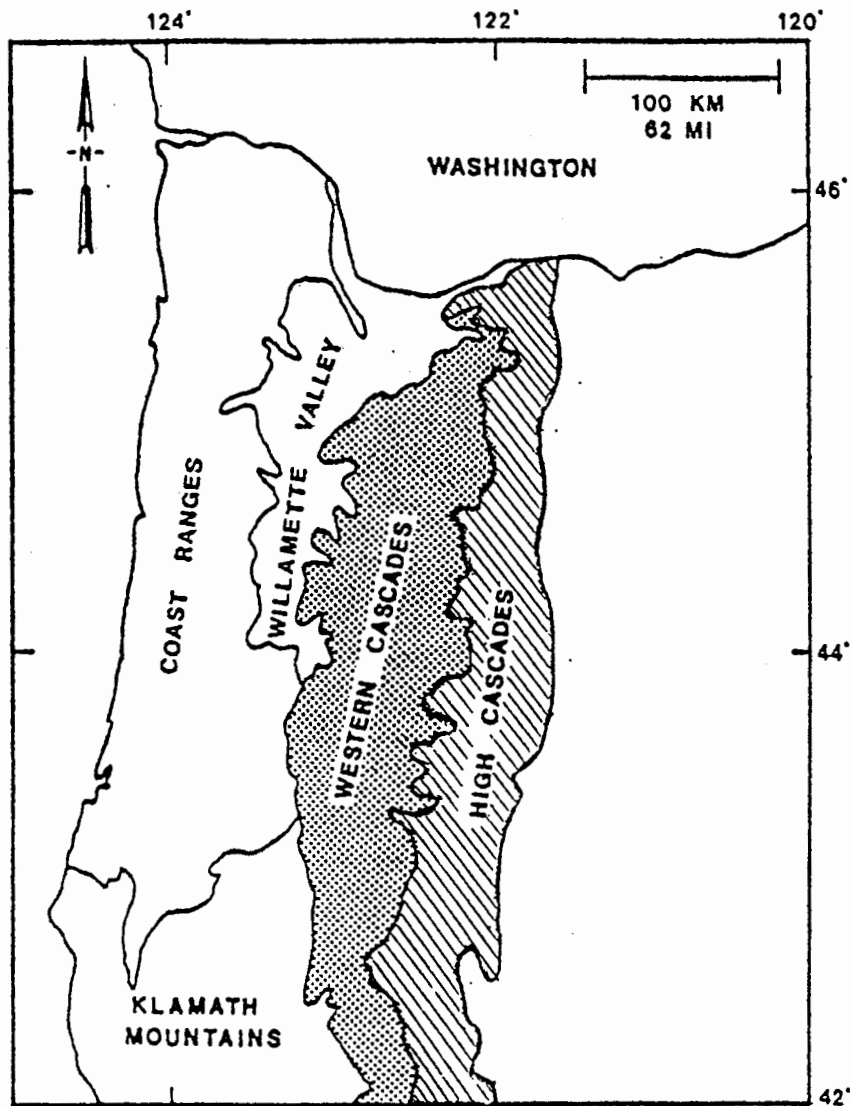 124°
122°
120°
100 KM
62 MI
-N-
WASHINGTON
46°
WILLAMETTE VALLEY
COAST RANGES
WESTERN CASCADES
HIGH CASCADES
44°
KLAMATH
MOUNTAINS
42°